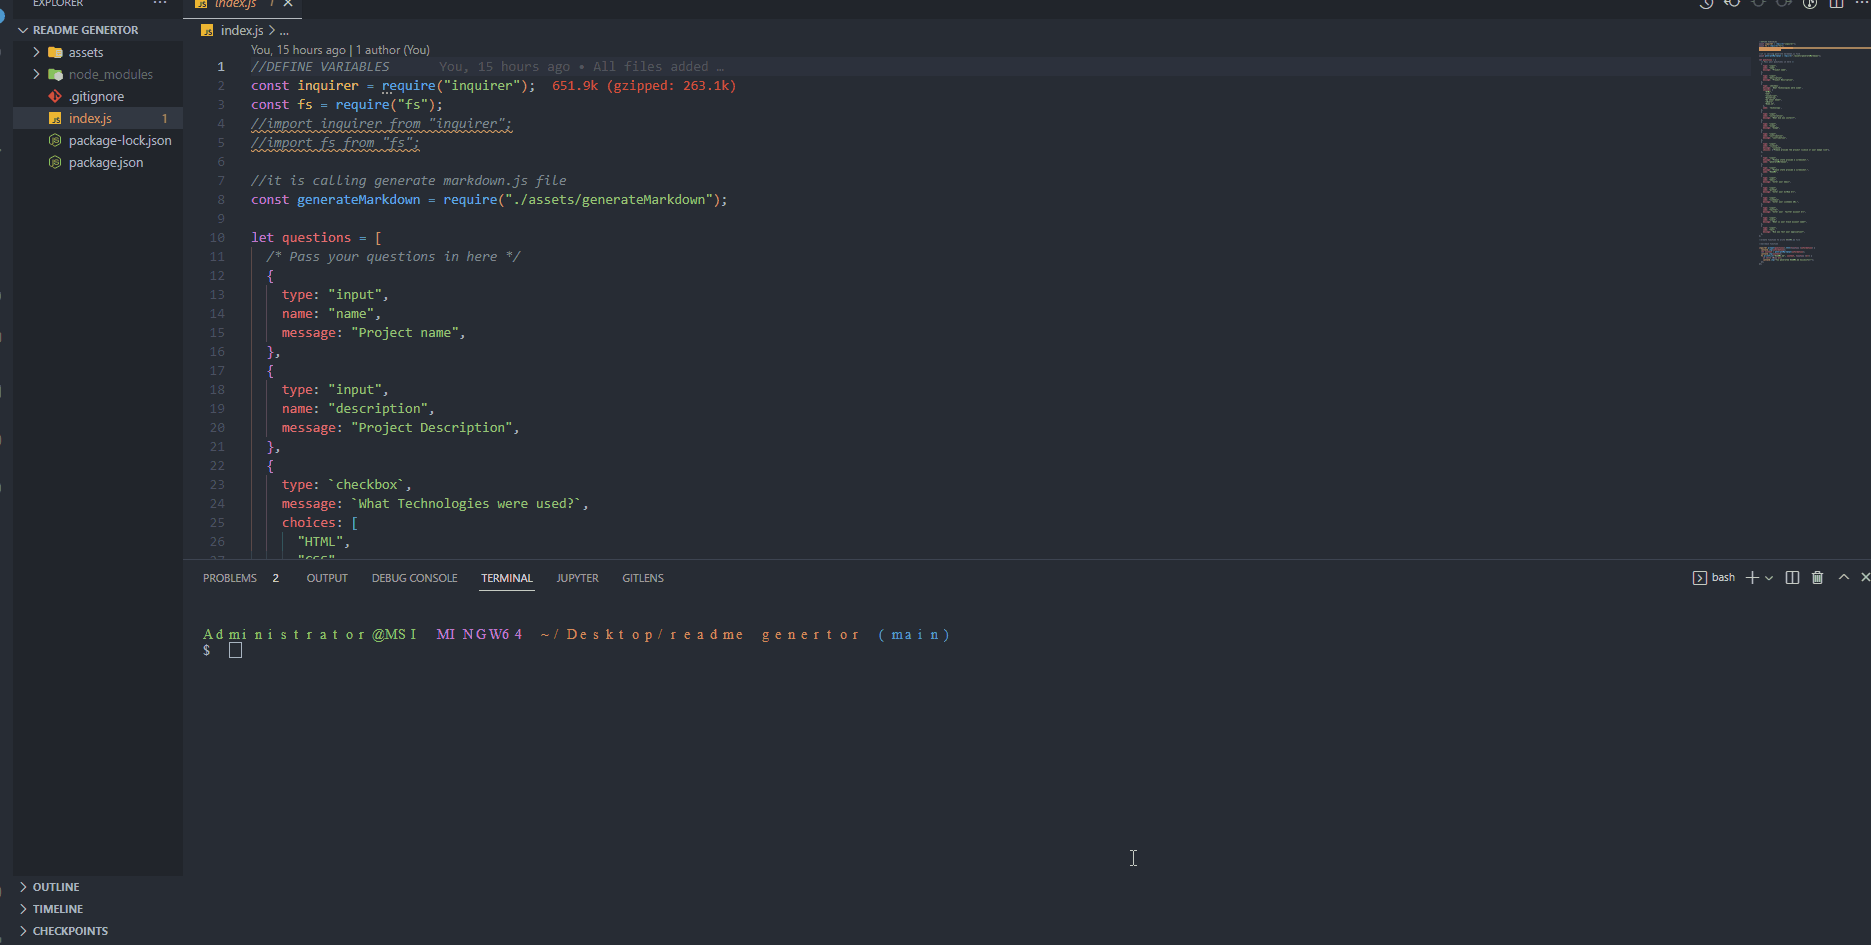 EXPLORER
README GENERTOR
assets
node_modules
.gitignore
index.js 1
package-lock.json
package.json
OUTLINE
TIMELINE
CHECKPOINTS
index.js 1
index.js > ...
You, 15 hours ago | 1 author (You)
1 //DEFINE VARIABLES You, 15 hours ago • All files added …
2 const inquirer = require("inquirer"); 651.9k (gzipped: 263.1k)
3 const fs = require("fs");
4 //import inquirer from "inquirer";
5 //import fs from "fs";
6
7 //it is calling generate markdown.js file
8 const generateMarkdown = require("./assets/generateMarkdown");
9
10 let questions = [
11 /* Pass your questions in here */
12 {
13 type: "input",
14 name: "name",
15 message: "Project name",
16 },
17 {
18 type: "input",
19 name: "description",
20 message: "Project Description",
21 },
22 {
23 type: `checkbox`,
24 message: `What Technologies were used?`,
25 choices: [
26 "HTML",
27 "CSS"
PROBLEMS 2 OUTPUT DEBUG CONSOLE TERMINAL JUPYTER GITLENS bash
Administrator@MSI MINGW64 ~/Desktop/readme genertor (main)
$